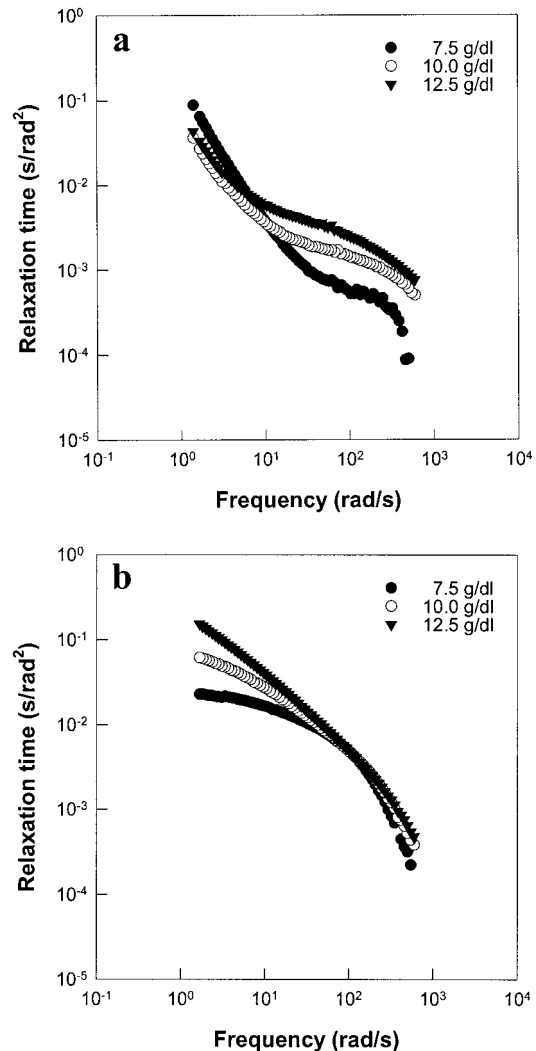 a
7.5 g/dl
10.0 g/dl
12.5 g/dl
Relaxation time (s/rad²)
10⁰
10⁻¹
10⁻²
10⁻³
10⁻⁴
10⁻⁵
10⁻¹ 10⁰ 10¹ 10² 10³ 10⁴
Frequency (rad/s)
b
7.5 g/dl
10.0 g/dl
12.5 g/dl
Relaxation time (s/rad²)
10⁰
10⁻¹
10⁻²
10⁻³
10⁻⁴
10⁻⁵
10⁻¹ 10⁰ 10¹ 10² 10³ 10⁴
Frequency (rad/s)